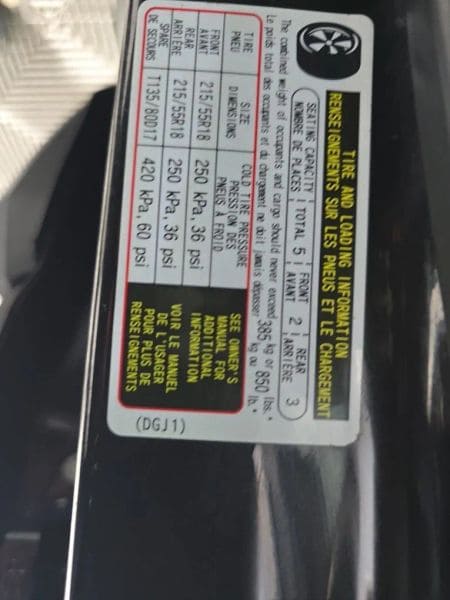 TIRE AND LOADING INFORMATION
RENSEIGNEMENTS SUR LES PNEUS ET LE CHARGEMENT
SEATING CAPACITY | TOTAL 5 | FRONT 2 | REAR 3
NOMBRE DE PLACES | AVANT | ARRIÈRE
The combined weight of occupants and cargo should never exceed 385 kg or 850 lbs.
Le poids total des occupants et du chargement ne doit jamais dépasser kg ou lb.
TIRE SIZE COLD TIRE PRESSURE
PNEU DIMENSIONS PRESSION DES PNEUS À FROID
FRONT 215/55R18 250 kPa, 36 psi
AVANT
REAR 215/55R18 250 kPa, 36 psi
ARRIÈRE
SPARE T135/80D17 420 kPa, 60 psi
DE SECOURS
SEE OWNER'S
MANUAL FOR
ADDITIONAL
INFORMATION
VOIR LE MANUEL
DE L'USAGER
POUR PLUS DE
RENSEIGNEMENTS
(DGJ1)